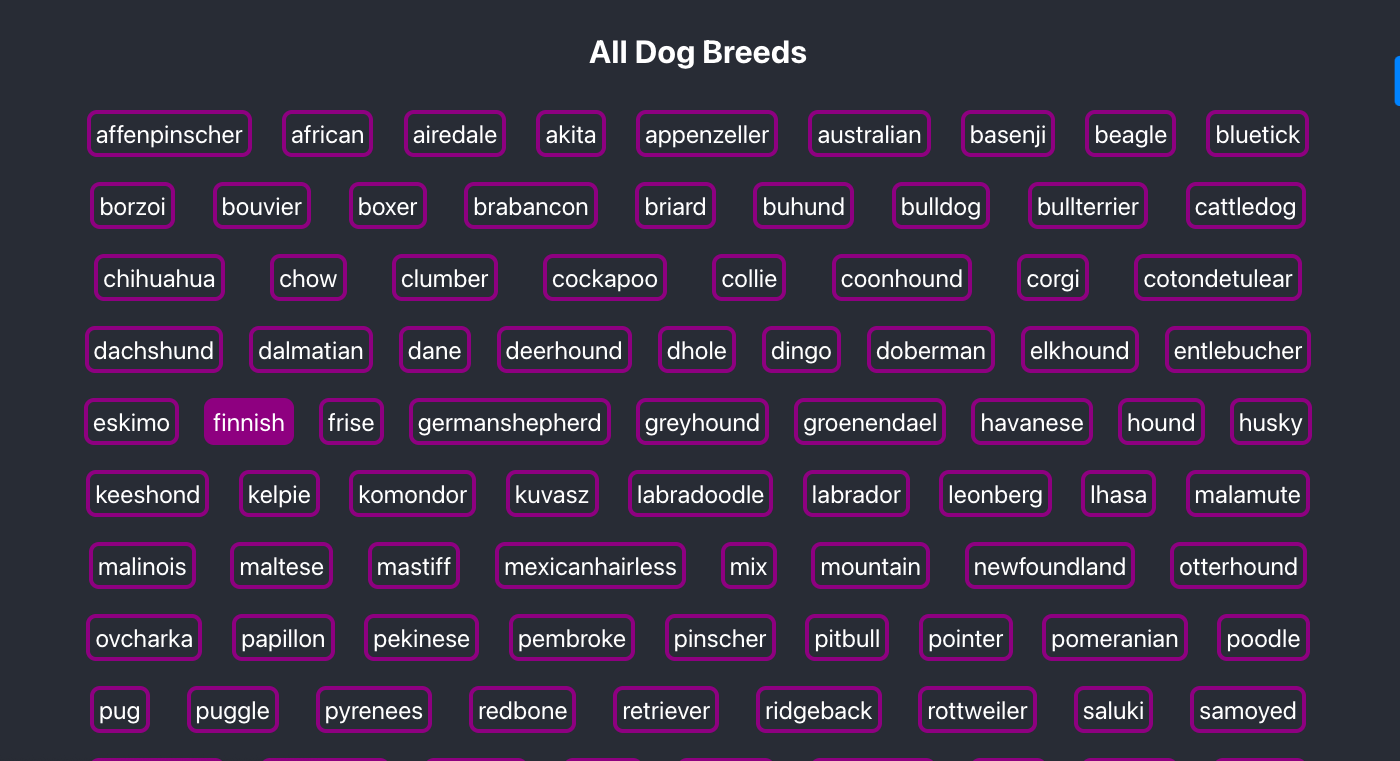 All Dog Breeds
affenpinscher african airedale akita appenzeller australian basenji beagle bluetick
borzoi bouvier boxer brabancon briard buhund bulldog bullterrier cattledog
chihuahua chow clumber cockapoo collie coonhound corgi cotondetulear
dachshund dalmatian dane deerhound dhole dingo doberman elkhound entlebucher
eskimo finnish frise germanshepherd greyhound groenendael havanese hound husky
keeshond kelpie komondor kuvasz labradoodle labrador leonberg lhasa malamute
malinois maltese mastiff mexicanhairless mix mountain newfoundland otterhound
ovcharka papillon pekinese pembroke pinscher pitbull pointer pomeranian poodle
pug puggle pyrenees redbone retriever ridgeback rottweiler saluki samoyed